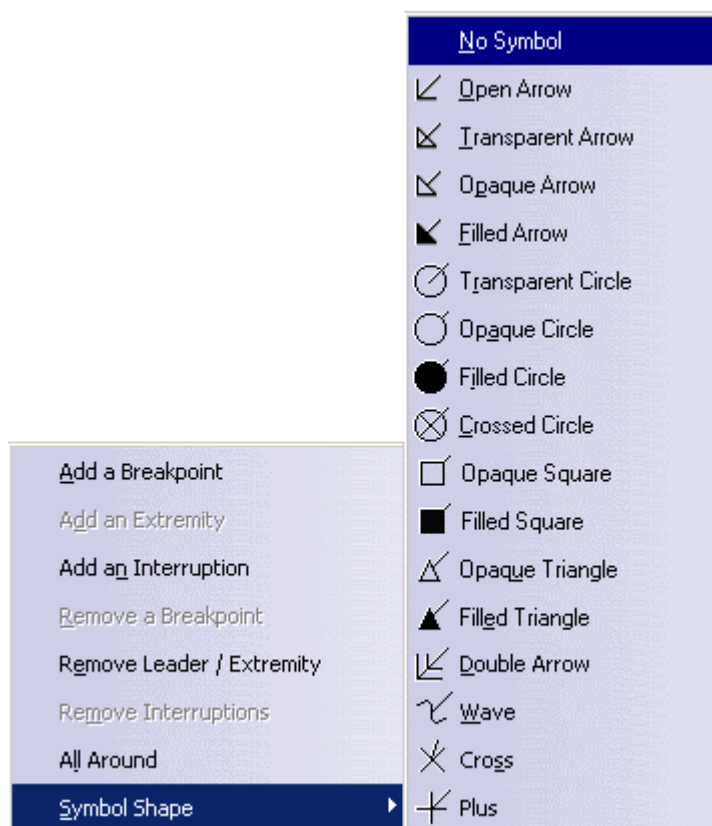 No Symbol
Open Arrow
Transparent Arrow
Opaque Arrow
Filled Arrow
Transparent Circle
Opaque Circle
Filled Circle
Crossed Circle
Opaque Square
Filled Square
Opaque Triangle
Filled Triangle
Double Arrow
Wave
Cross
Plus
Add a Breakpoint
Add an Extremity
Add an Interruption
Remove a Breakpoint
Remove Leader / Extremity
Remove Interruptions
All Around
Symbol Shape